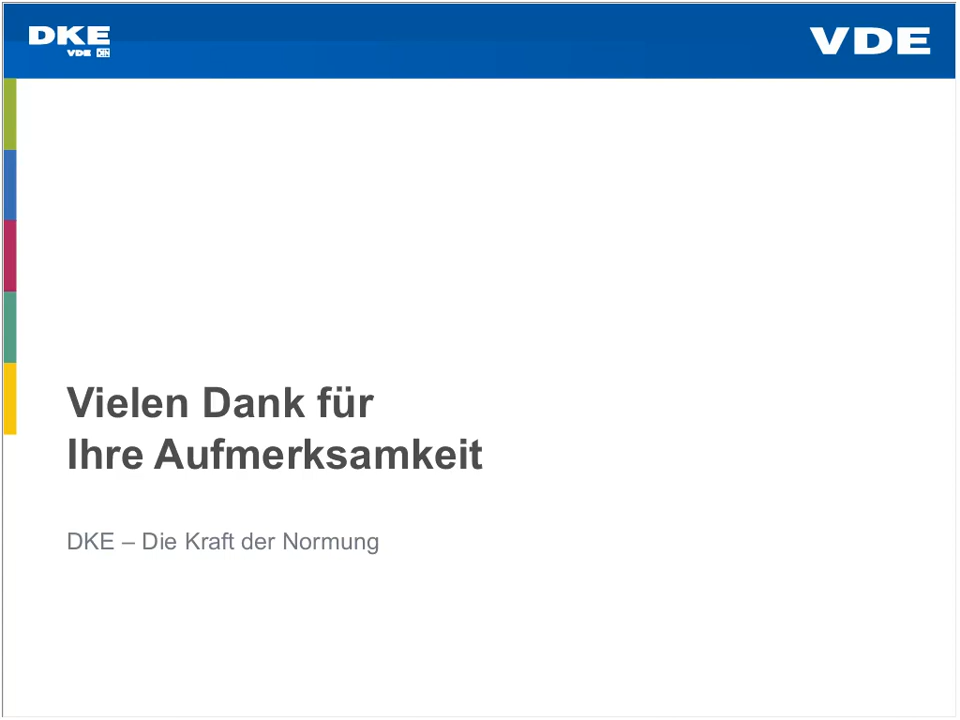 DKE
VDE DIN
VDE
Vielen Dank für
Ihre Aufmerksamkeit
DKE – Die Kraft der Normung